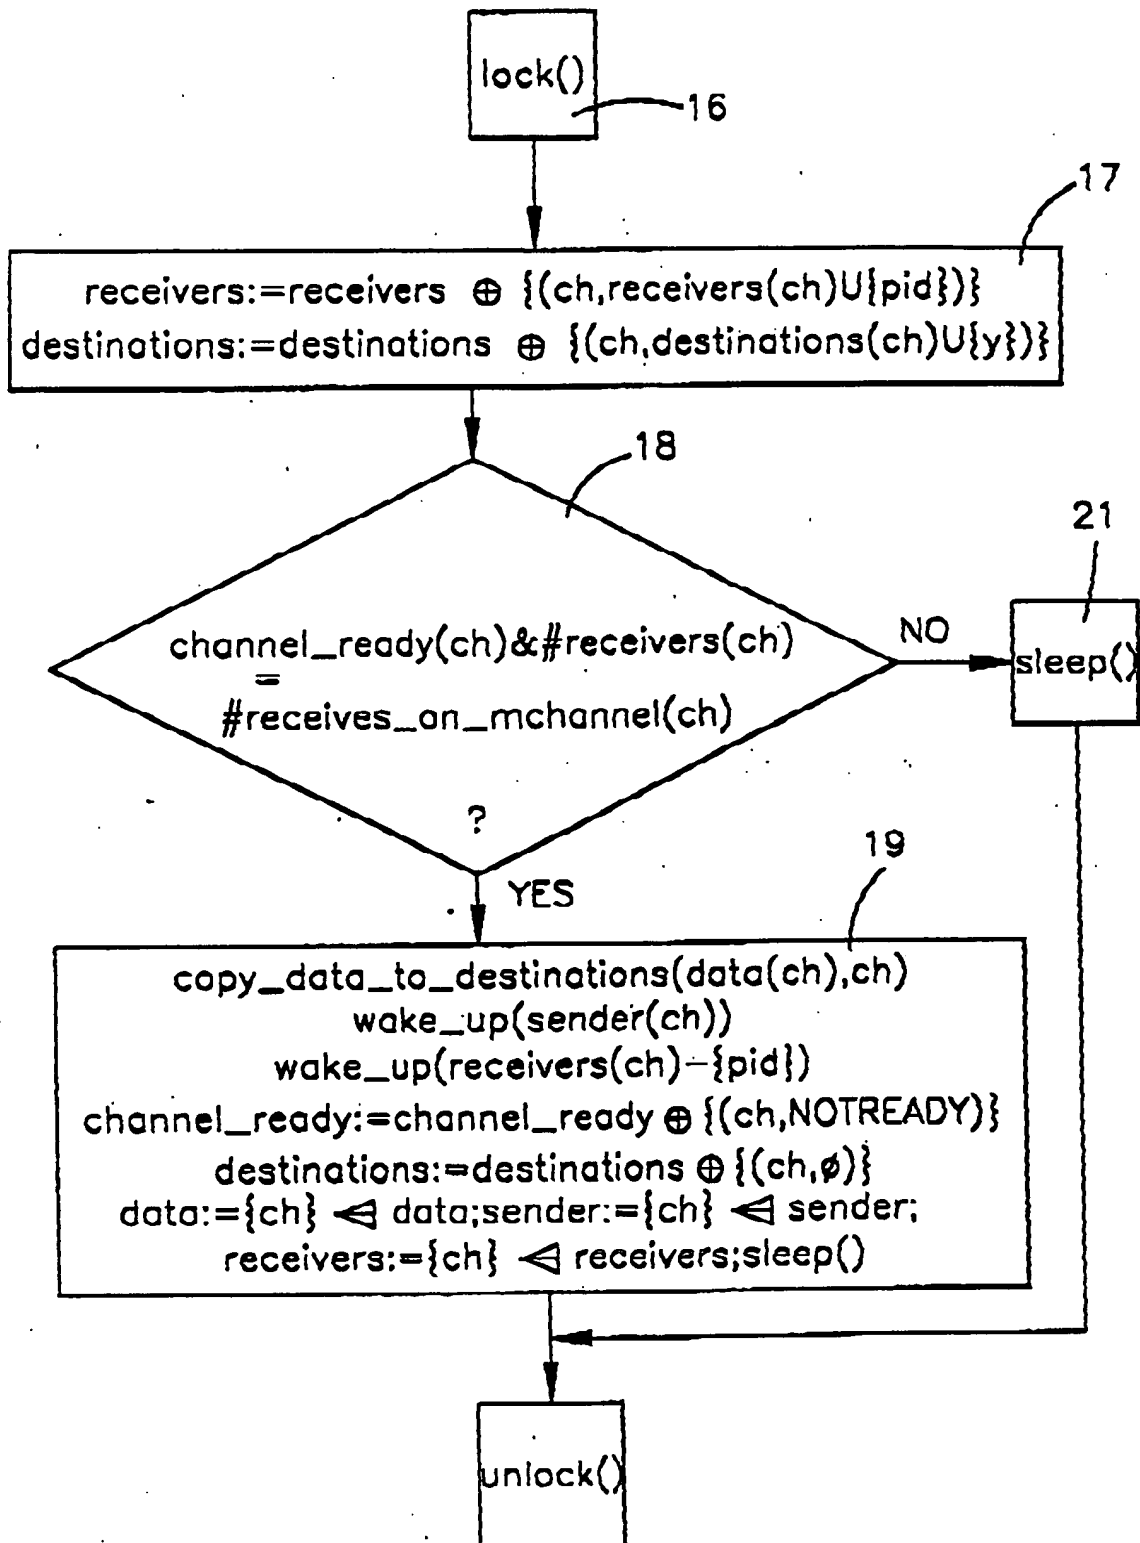 lock()
16
17
receivers:=receivers ⊕ {(ch,receivers(ch)U{pid})}
destinations:=destinations ⊕ {(ch,destinations(ch)U{y})}
18
channel_ready(ch)&#receivers(ch)
=
#receives_on_mchannel(ch)
?
NO
21
sleep()
YES
19
copy_data_to_destinations(data(ch),ch)
wake_up(sender(ch))
wake_up(receivers(ch)-{pid})
channel_ready:=channel_ready ⊕ {(ch,NOTREADY)}
destinations:=destinations ⊕ {(ch,ø)}
data:={ch} ⩤ data;sender:={ch} ⩤ sender;
receivers:={ch} ⩤ receivers;sleep()
unlock()